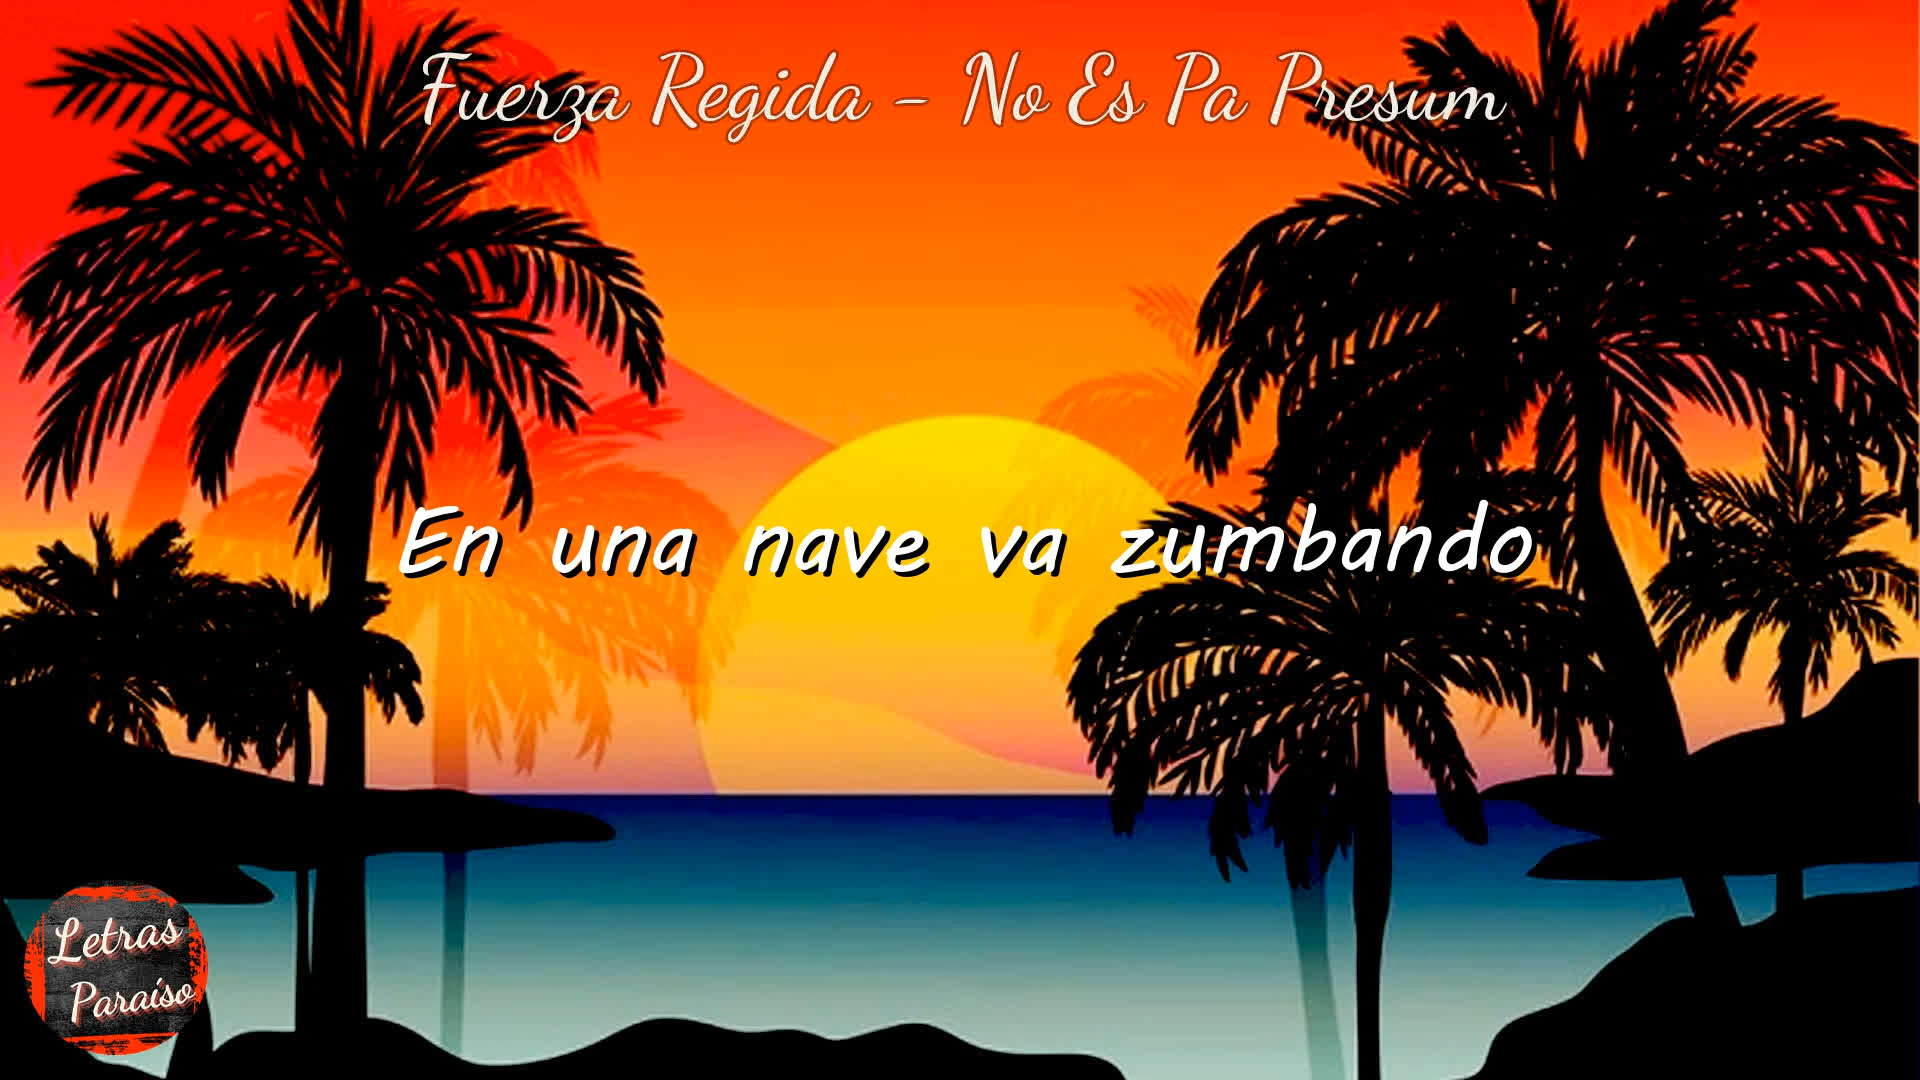 Fuerza Regida - No Es Pa Presum
En una nave va zumbando
Letras
Paraíso